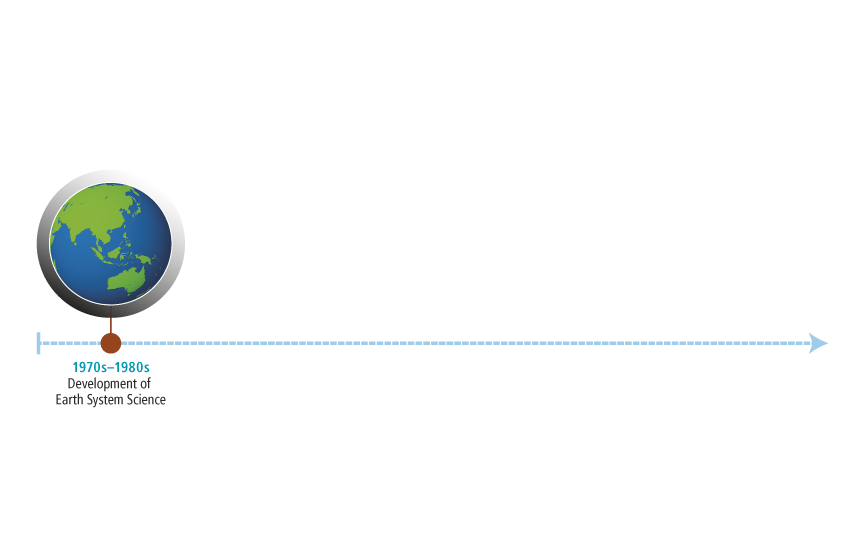 1970s–1980s
Development of
Earth System Science